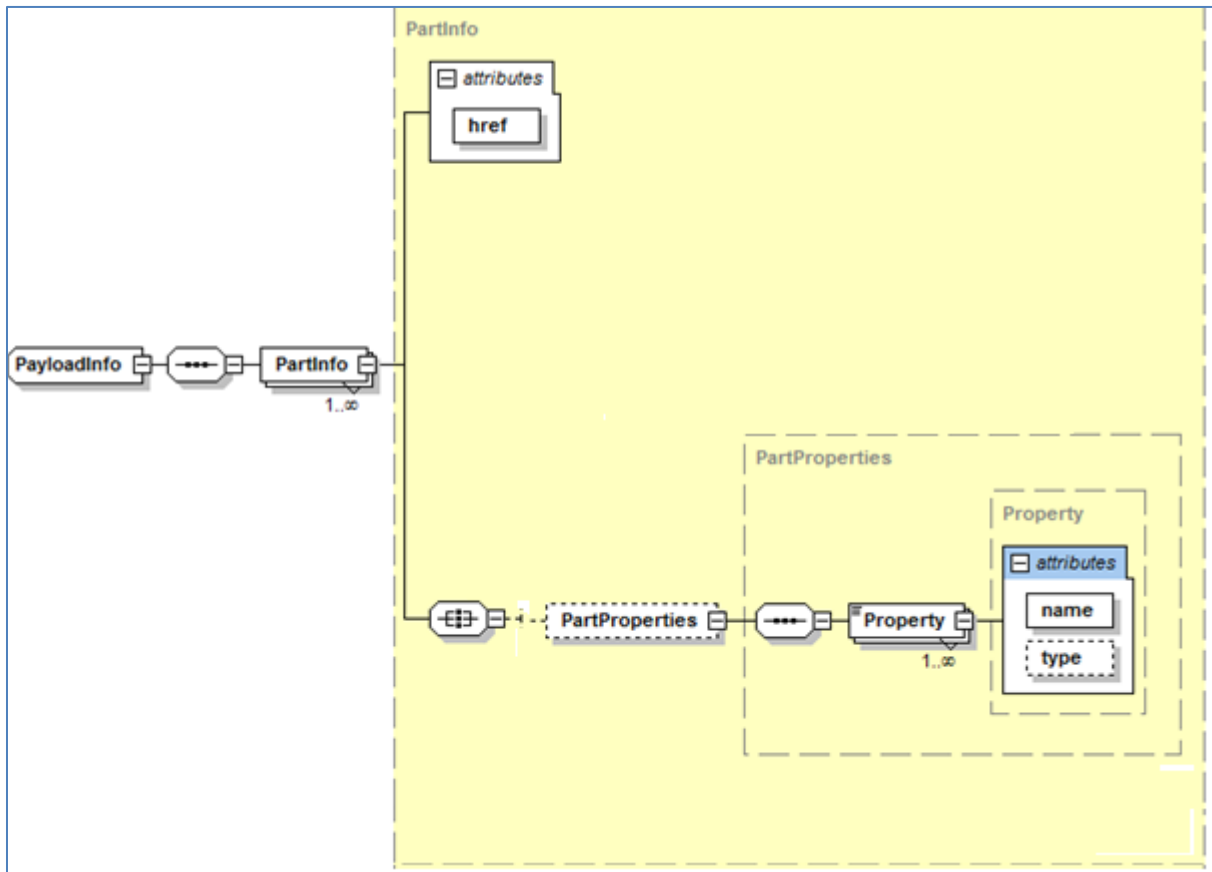 PartInfo
attributes
href
PayloadInfo
PartInfo
1..∞
PartProperties
Property
attributes
PartProperties
Property
name
1..∞
type